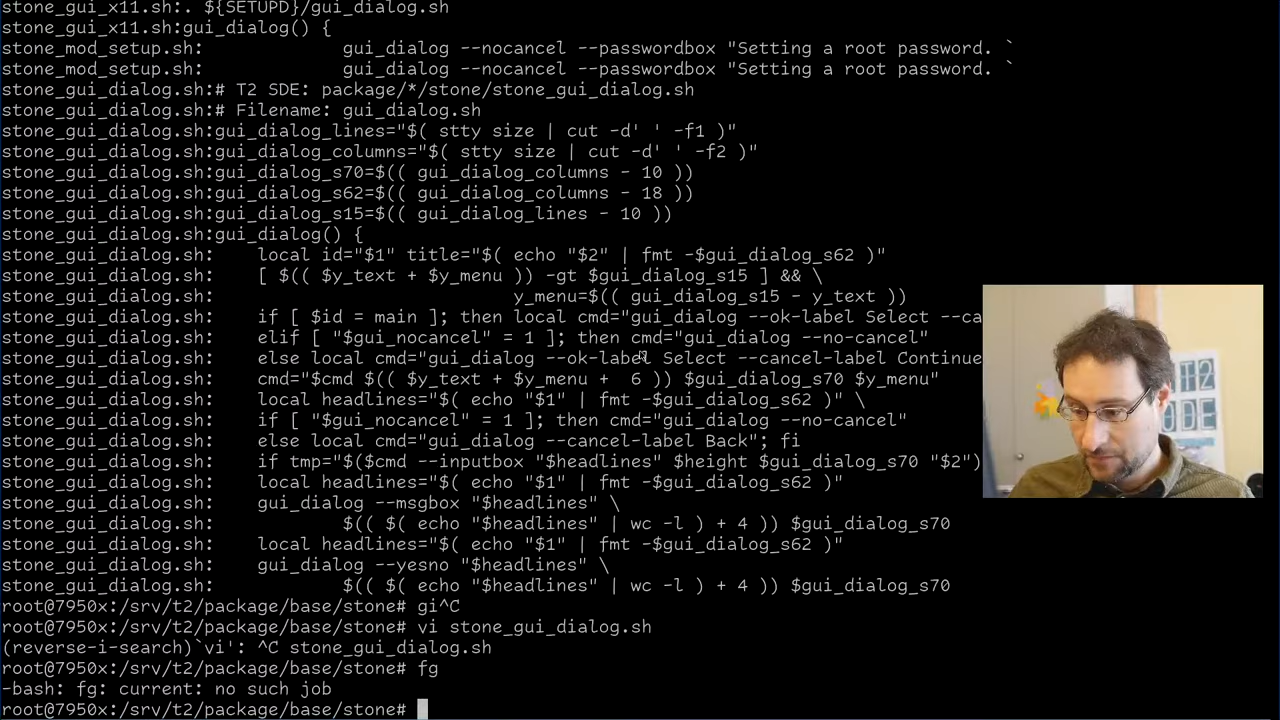 stone_gui_x11.sh:. ${SETUPD}/gui_dialog.sh
stone_gui_x11.sh:gui_dialog() {
stone_mod_setup.sh:                 gui_dialog --nocancel --passwordbox "Setting a root password. `
stone_mod_setup.sh:                 gui_dialog --nocancel --passwordbox "Setting a root password. `
stone_gui_dialog.sh:# T2 SDE: package/*/stone/stone_gui_dialog.sh
stone_gui_dialog.sh:# Filename: gui_dialog.sh
stone_gui_dialog.sh:gui_dialog_lines="$( stty size | cut -d' ' -f1 )"
stone_gui_dialog.sh:gui_dialog_columns="$( stty size | cut -d' ' -f2 )"
stone_gui_dialog.sh:gui_dialog_s70=$(( gui_dialog_columns - 10 ))
stone_gui_dialog.sh:gui_dialog_s62=$(( gui_dialog_columns - 18 ))
stone_gui_dialog.sh:gui_dialog_s15=$(( gui_dialog_lines - 10 ))
stone_gui_dialog.sh:gui_dialog() {
stone_gui_dialog.sh:    local id="$1" title="$( echo "$2" | fmt -$gui_dialog_s62 )"
stone_gui_dialog.sh:    [ $(( $y_text + $y_menu )) -gt $gui_dialog_s15 ] && \
stone_gui_dialog.sh:                            y_menu=$(( gui_dialog_s15 - y_text ))
stone_gui_dialog.sh:    if [ $id = main ]; then local cmd="gui_dialog --ok-label Select --ca
stone_gui_dialog.sh:    elif [ "$gui_nocancel" = 1 ]; then cmd="gui_dialog --no-cancel"
stone_gui_dialog.sh:    else local cmd="gui_dialog --ok-label Select --cancel-label Continue
stone_gui_dialog.sh:    cmd="$cmd $(( $y_text + $y_menu +  6 )) $gui_dialog_s70 $y_menu"
stone_gui_dialog.sh:    local headlines="$( echo "$1" | fmt -$gui_dialog_s62 )" \
stone_gui_dialog.sh:    if [ "$gui_nocancel" = 1 ]; then cmd="gui_dialog --no-cancel"
stone_gui_dialog.sh:    else local cmd="gui_dialog --cancel-label Back"; fi
stone_gui_dialog.sh:    if tmp="$($cmd --inputbox "$headlines" $height $gui_dialog_s70 "$2")
stone_gui_dialog.sh:    local headlines="$( echo "$1" | fmt -$gui_dialog_s62 )"
stone_gui_dialog.sh:    gui_dialog --msgbox "$headlines" \
stone_gui_dialog.sh:            $(( $( echo "$headlines" | wc -l ) + 4 )) $gui_dialog_s70
stone_gui_dialog.sh:    local headlines="$( echo "$1" | fmt -$gui_dialog_s62 )"
stone_gui_dialog.sh:    gui_dialog --yesno "$headlines" \
stone_gui_dialog.sh:            $(( $( echo "$headlines" | wc -l ) + 4 )) $gui_dialog_s70
root@7950x:/srv/t2/package/base/stone# gi^C
root@7950x:/srv/t2/package/base/stone# vi stone_gui_dialog.sh
(reverse-i-search)`vi': ^C stone_gui_dialog.sh
root@7950x:/srv/t2/package/base/stone# fg
-bash: fg: current: no such job
root@7950x:/srv/t2/package/base/stone#